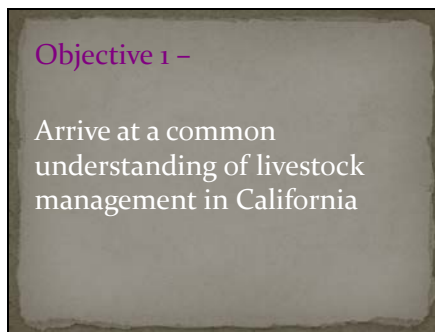 Objective 1 –
Arrive at a common
understanding of livestock
management in California